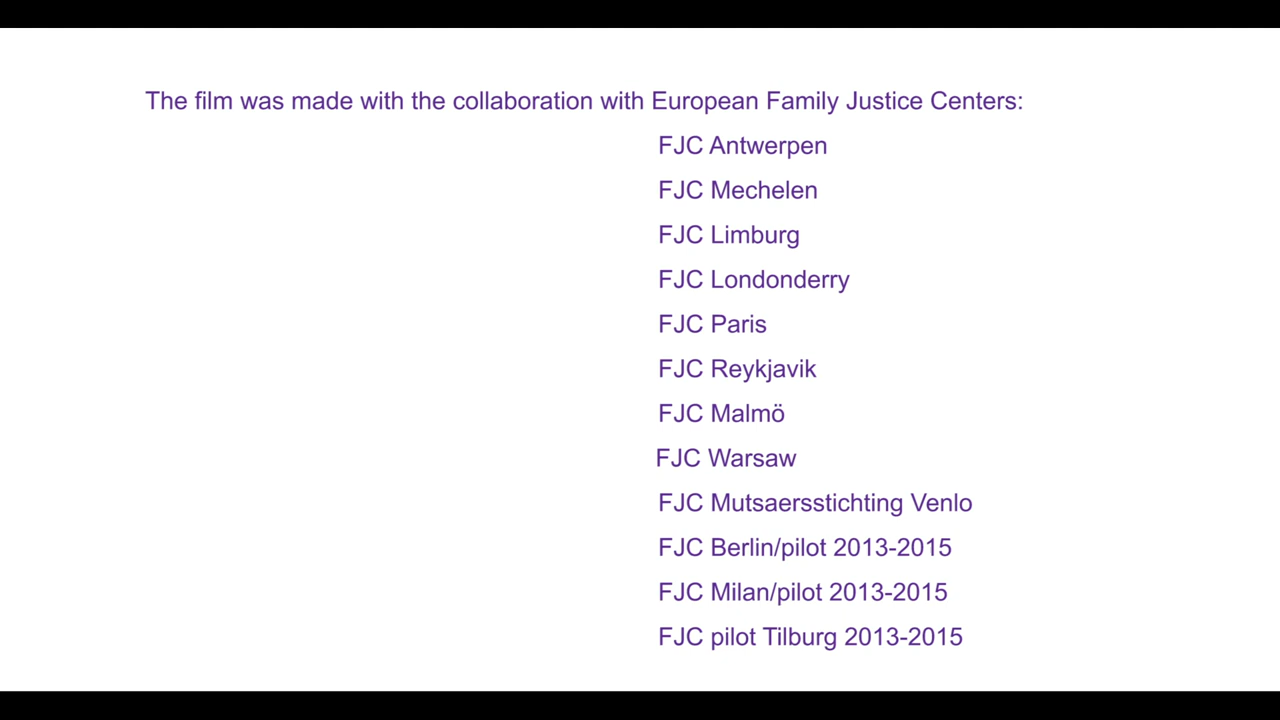 The film was made with the collaboration with European Family Justice Centers:
FJC Antwerpen
FJC Mechelen
FJC Limburg
FJC Londonderry
FJC Paris
FJC Reykjavik
FJC Malmö
FJC Warsaw
FJC Mutsaersstichting Venlo
FJC Berlin/pilot 2013-2015
FJC Milan/pilot 2013-2015
FJC pilot Tilburg 2013-2015